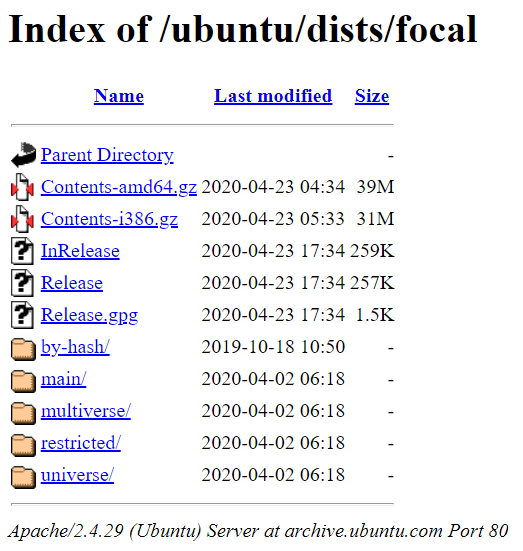 Index of /ubuntu/dists/focal
Name Last modified Size
Parent Directory -
Contents-amd64.gz 2020-04-23 04:34 39M
Contents-i386.gz 2020-04-23 05:33 31M
InRelease 2020-04-23 17:34 259K
Release 2020-04-23 17:34 257K
Release.gpg 2020-04-23 17:34 1.5K
by-hash/ 2019-10-18 10:50 -
main/ 2020-04-02 06:18 -
multiverse/ 2020-04-02 06:18 -
restricted/ 2020-04-02 06:18 -
universe/ 2020-04-02 06:18 -
Apache/2.4.29 (Ubuntu) Server at archive.ubuntu.com Port 80